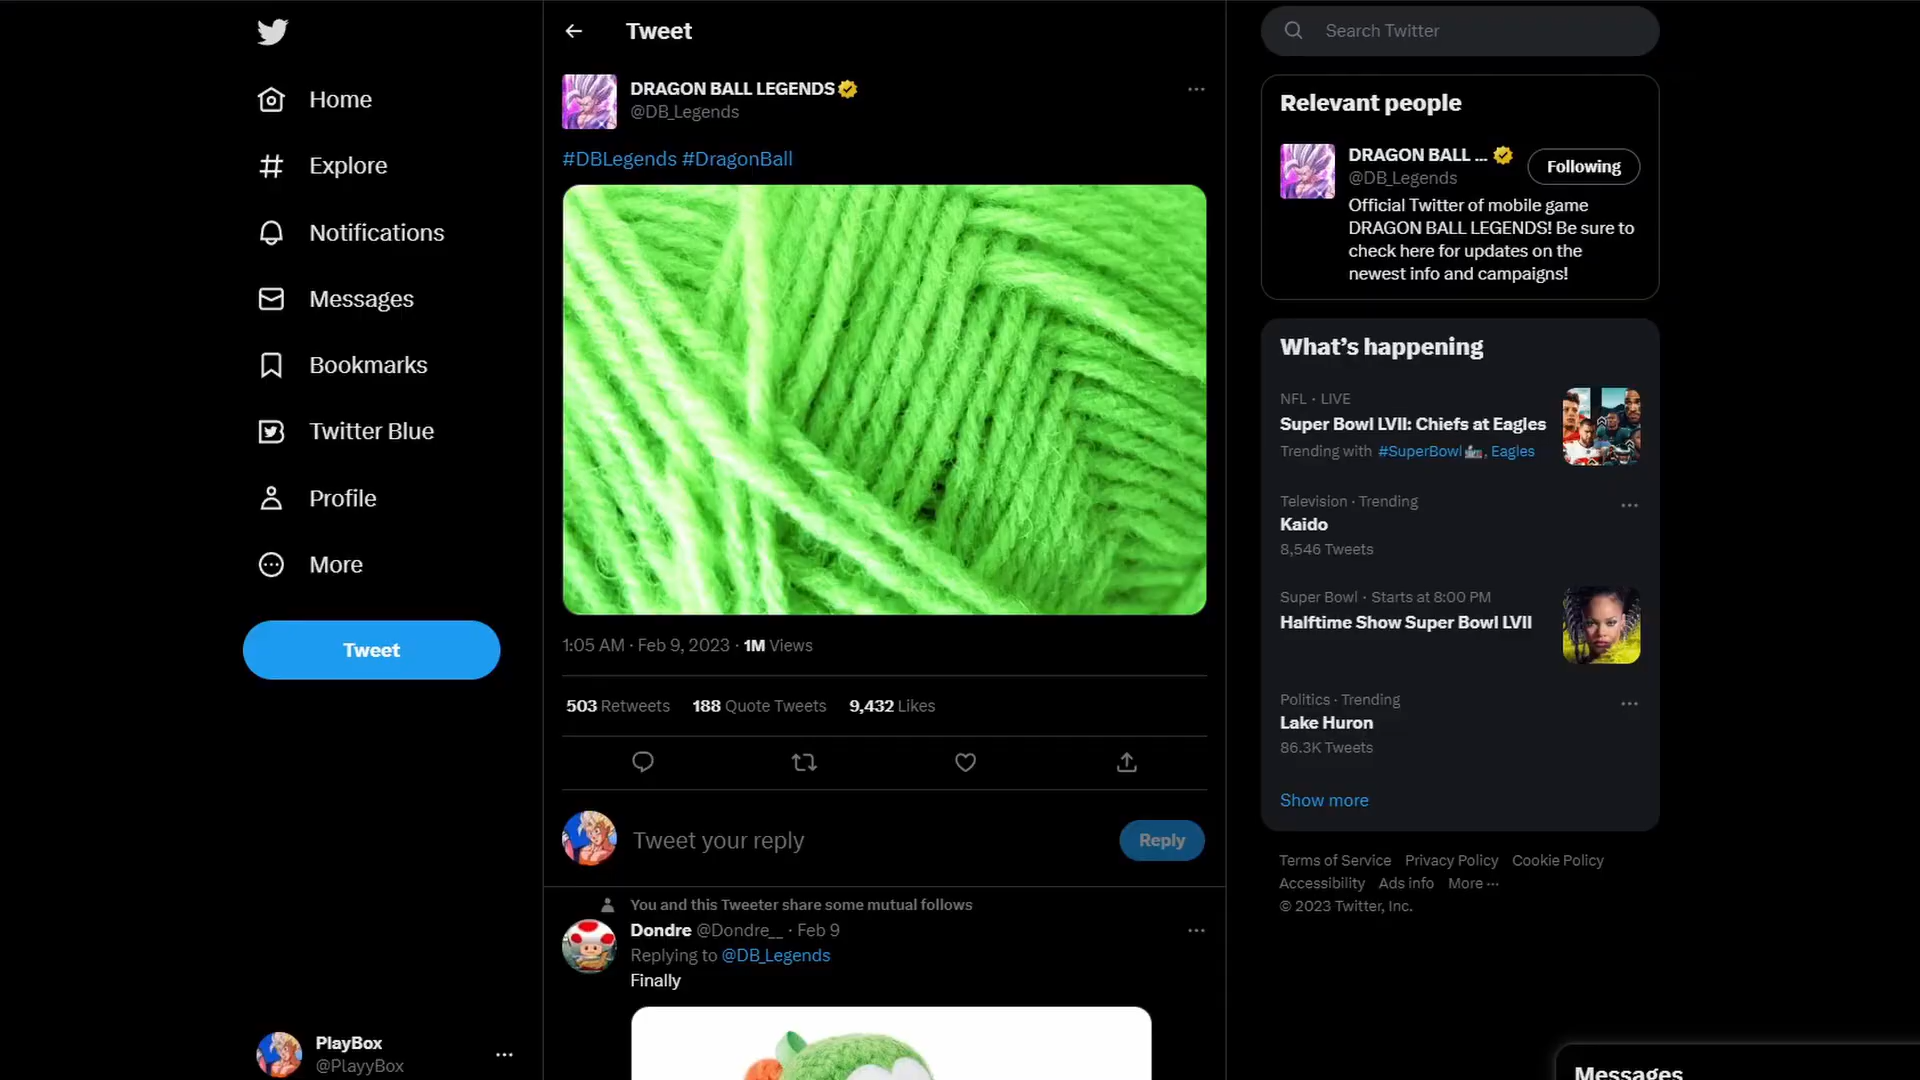 Home
Explore
Notifications
Messages
Bookmarks
Twitter Blue
Profile
More
Tweet
PlayBox
@PlayyBox
Tweet
DRAGON BALL LEGENDS
@DB_Legends
#DBLegends #DragonBall
1:05 AM · Feb 9, 2023 · 1M Views
503 Retweets 188 Quote Tweets 9,432 Likes
Tweet your reply
Reply
You and this Tweeter share some mutual follows
Dondre @Dondre__ · Feb 9
Replying to @DB_Legends
Finally
Search Twitter
Relevant people
DRAGON BALL ...
@DB_Legends
Following
Official Twitter of mobile game
DRAGON BALL LEGENDS! Be sure to
check here for updates on the
newest info and campaigns!
What’s happening
NFL · LIVE
Super Bowl LVII: Chiefs at Eagles
Trending with #SuperBowl, Eagles
Television · Trending
Kaido
8,546 Tweets
Super Bowl · Starts at 8:00 PM
Halftime Show Super Bowl LVII
Politics · Trending
Lake Huron
86.3K Tweets
Show more
Terms of Service Privacy Policy Cookie Policy
Accessibility Ads info More ···
© 2023 Twitter, Inc.
Messages